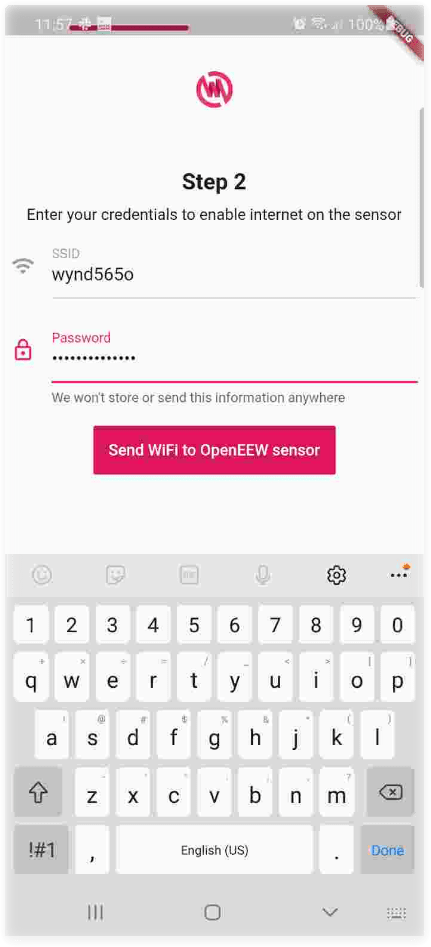 11:57 100%
Step 2
Enter your credentials to enable internet on the sensor
SSID
wynd565o
Password
••••••••••••••
We won't store or send this information anywhere
Send WiFi to OpenEEW sensor
1 2 3 4 5 6 7 8 9 0
q w e r t y u i o p
a s d f g h j k l
z x c v b n m
!#1 , English (US) . Done